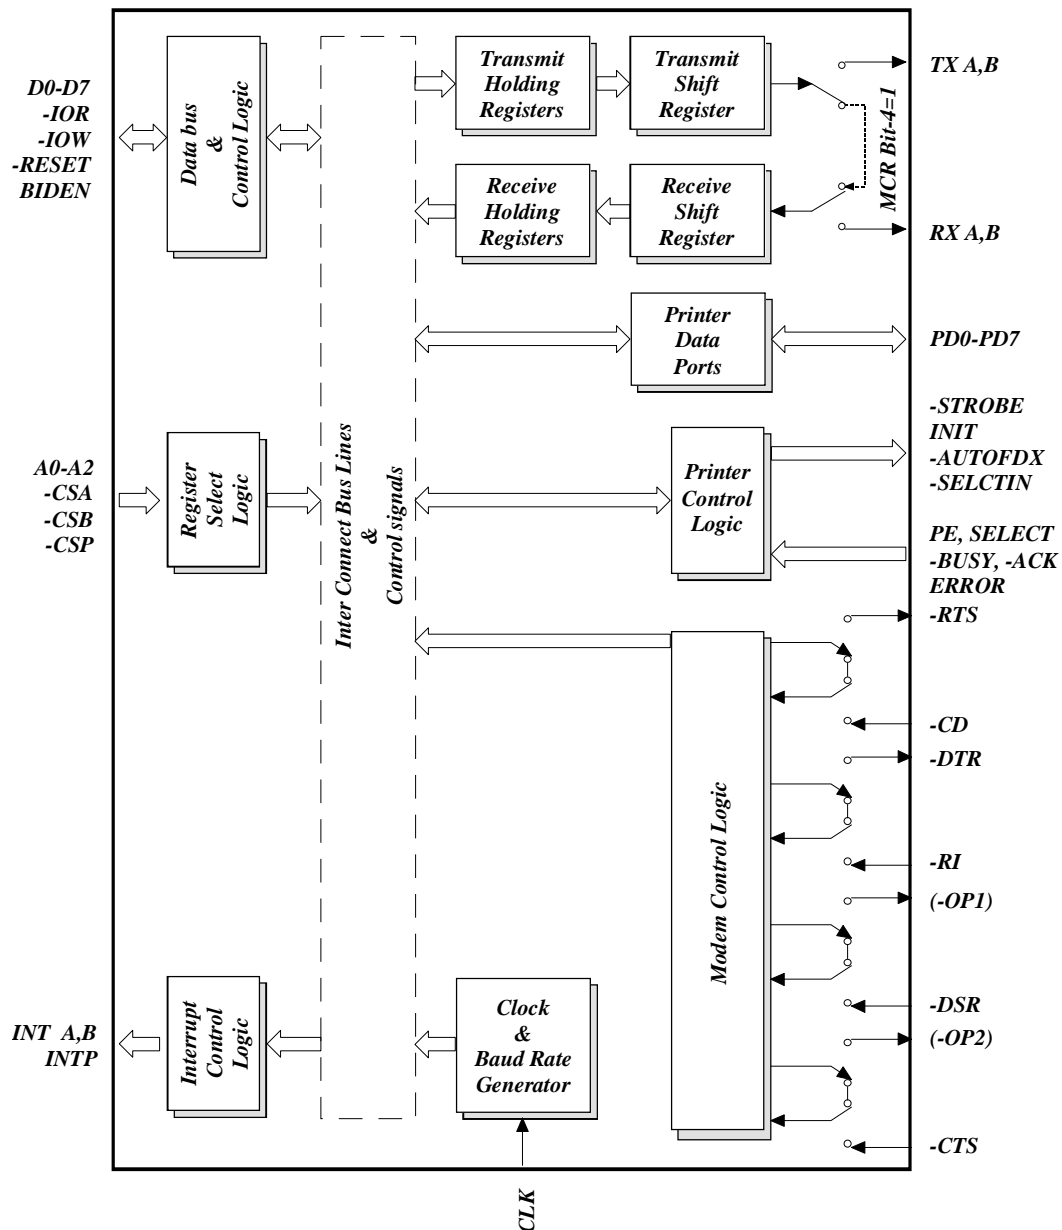 D0-D7
-IOR
-IOW
-RESET
BIDEN
Data bus
&
Control Logic
A0-A2
-CSA
-CSB
-CSP
Register
Select
Logic
INT A,B
INTP
Interrupt
Control
Logic
Inter Connect Bus Lines
&
Control signals
Transmit
Holding
Registers
Transmit
Shift
Register
Receive
Holding
Registers
Receive
Shift
Register
MCR Bit-4=1
TX A,B
RX A,B
Printer
Data
Ports
PD0-PD7
Printer
Control
Logic
-STROBE
INIT
-AUTOFDX
-SELCTIN
PE, SELECT
-BUSY, -ACK
ERROR
Modem Control Logic
-RTS
-CD
-DTR
-RI
(-OP1)
-DSR
(-OP2)
-CTS
Clock
&
Baud Rate
Generator
CLK